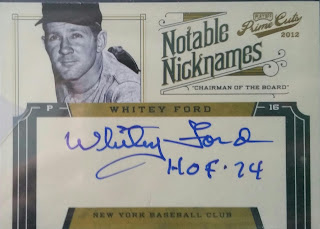 PLAYOFF
Prime Cuts
2012
NOTABLE
NICKNAMES
"CHAIRMAN OF THE BOARD"
P WHITEY FORD 16
Whitey Ford
HOF. 74
NEW YORK BASEBALL CLUB